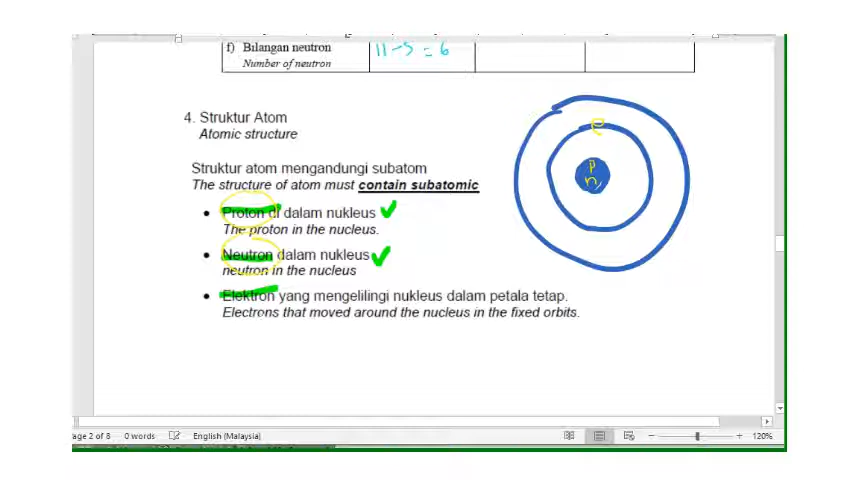 f) Bilangan neutron
Number of neutron
11 - 5 = 6
4. Struktur Atom
Atomic structure
Struktur atom mengandungi subatom
The structure of atom must contain subatomic
• Proton di dalam nukleus
The proton in the nucleus.
• Neutron dalam nukleus
neutron in the nucleus
• Elektron yang mengelilingi nukleus dalam petala tetap.
Electrons that moved around the nucleus in the fixed orbits.
e
p
n
age 2 of 8 0 words English (Malaysia) 120%